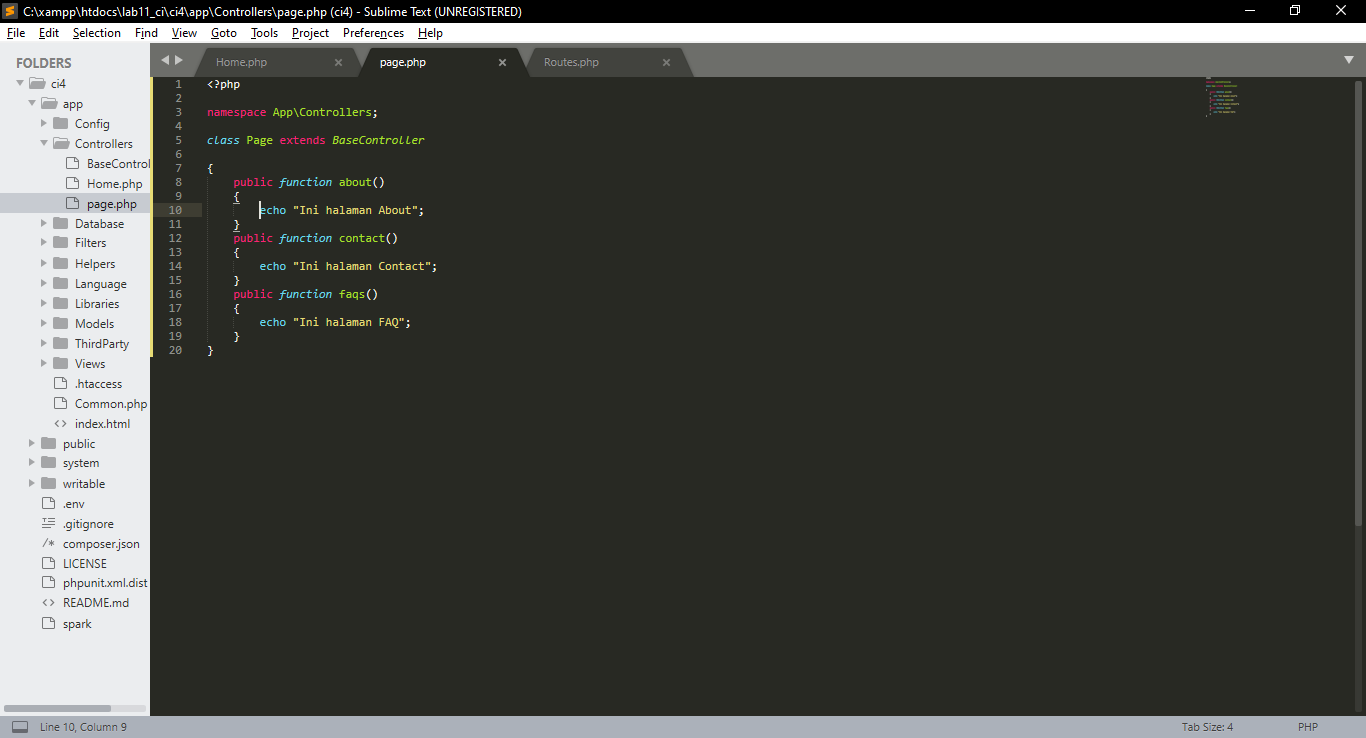 C:\xampp\htdocs\lab11_ci\ci4\app\Controllers\page.php (ci4) - Sublime Text (UNREGISTERED)
File Edit Selection Find View Goto Tools Project Preferences Help
FOLDERS
ci4
app
Config
Controllers
BaseControl
Home.php
page.php
Database
Filters
Helpers
Language
Libraries
Models
ThirdParty
Views
.htaccess
Common.php
index.html
public
system
writable
.env
.gitignore
composer.json
LICENSE
phpunit.xml.dist
README.md
spark
Home.php page.php Routes.php
1 <?php
2
3 namespace App\Controllers;
4
5 class Page extends BaseController
6
7 {
8     public function about()
9     {
10         echo "Ini halaman About";
11     }
12     public function contact()
13     {
14         echo "Ini halaman Contact";
15     }
16     public function faqs()
17     {
18         echo "Ini halaman FAQ";
19     }
20 }
Line 10, Column 9 Tab Size: 4 PHP